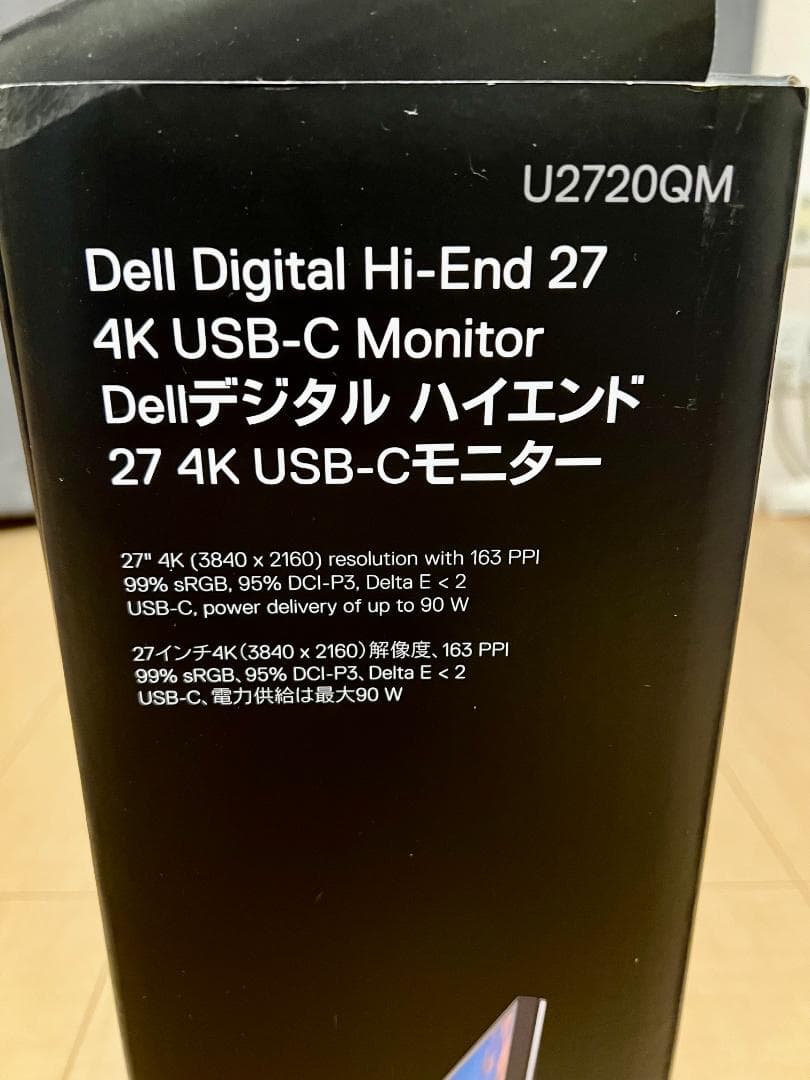 U2720QM
Dell Digital Hi-End 27
4K USB-C Monitor
Dellデジタル ハイエンド
27 4K USB-Cモニター
27" 4K (3840 x 2160) resolution with 163 PPI
99% sRGB, 95% DCI-P3, Delta E < 2
USB-C, power delivery of up to 90 W
27インチ4K(3840 x 2160)解像度、163 PPI
99% sRGB、95% DCI-P3、Delta E < 2
USB-C、電力供給は最大90 W